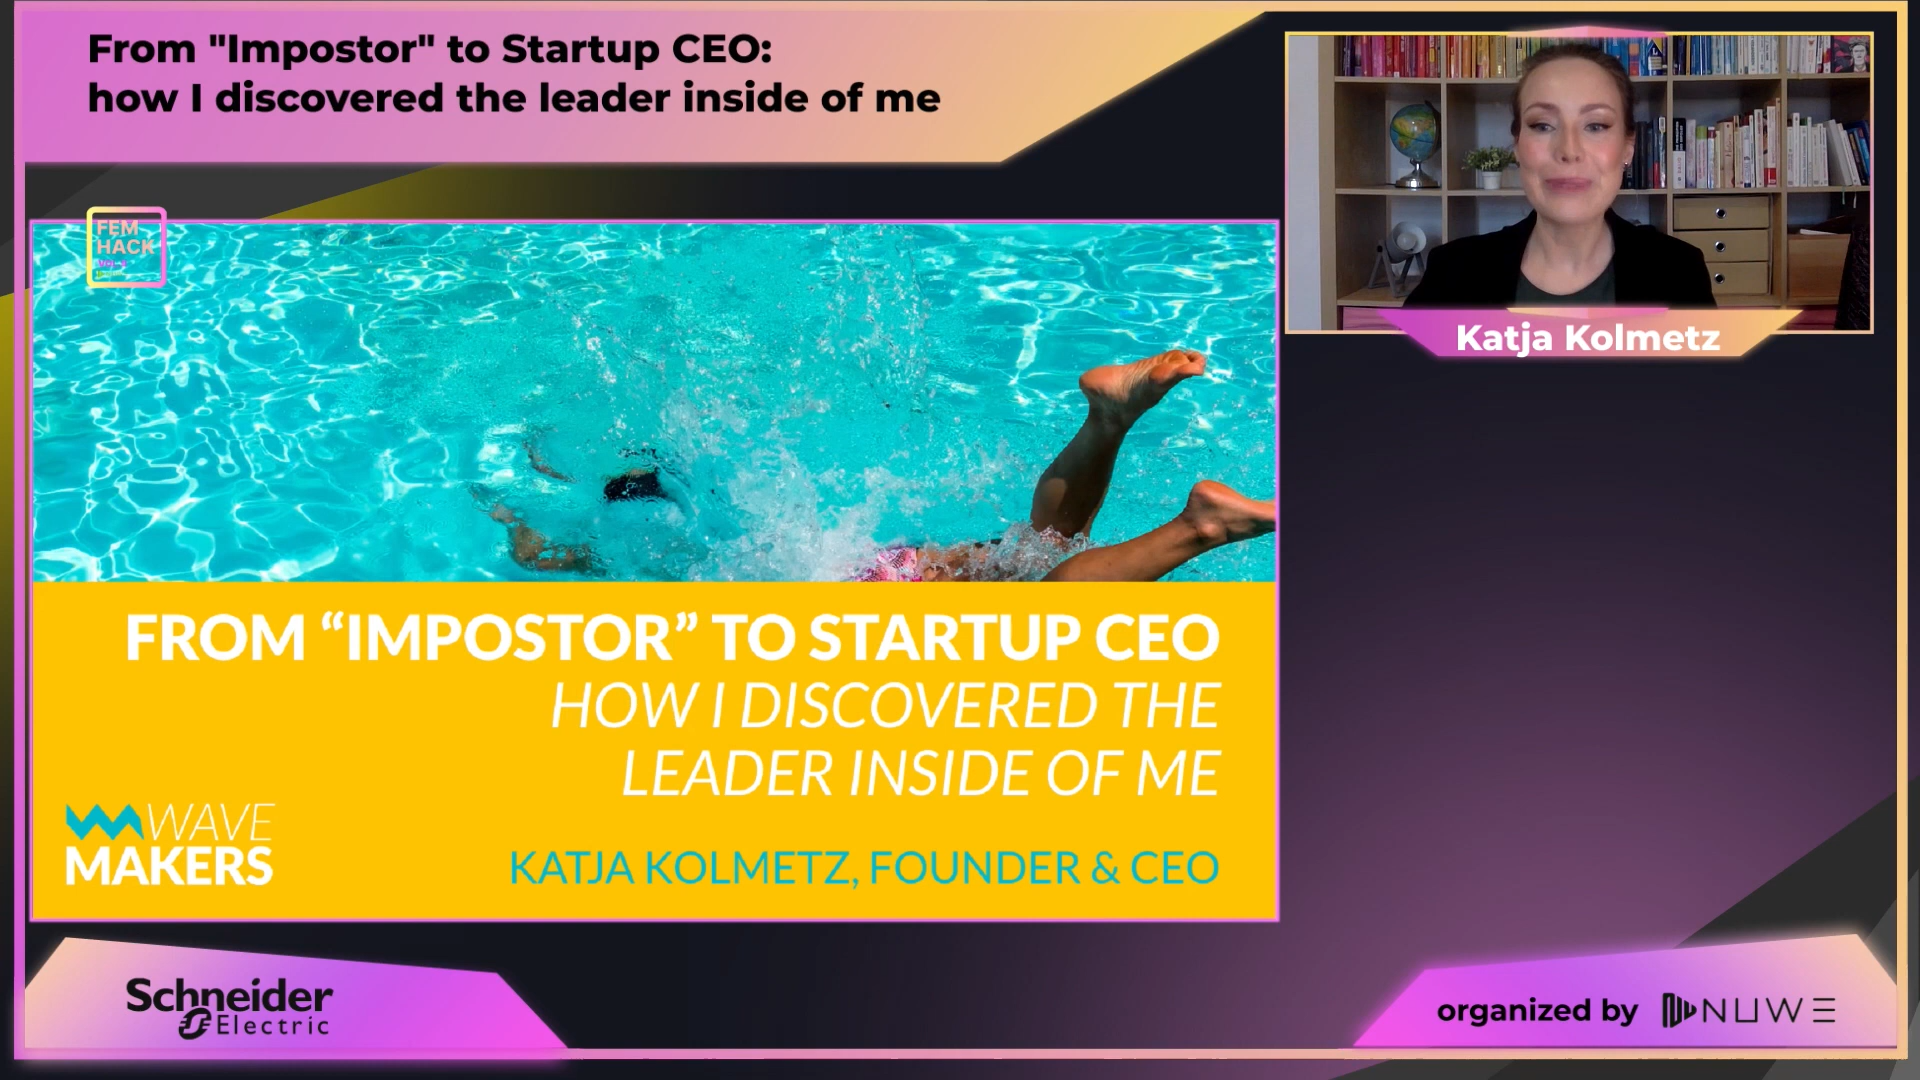 From "Impostor" to Startup CEO:
how I discovered the leader inside of me
FEM
HACK
Katja Kolmetz
FROM “IMPOSTOR” TO STARTUP CEO
HOW I DISCOVERED THE
LEADER INSIDE OF ME
WAVE
MAKERS
KATJA KOLMETZ, FOUNDER & CEO
Schneider
Electric
organized by NUWE